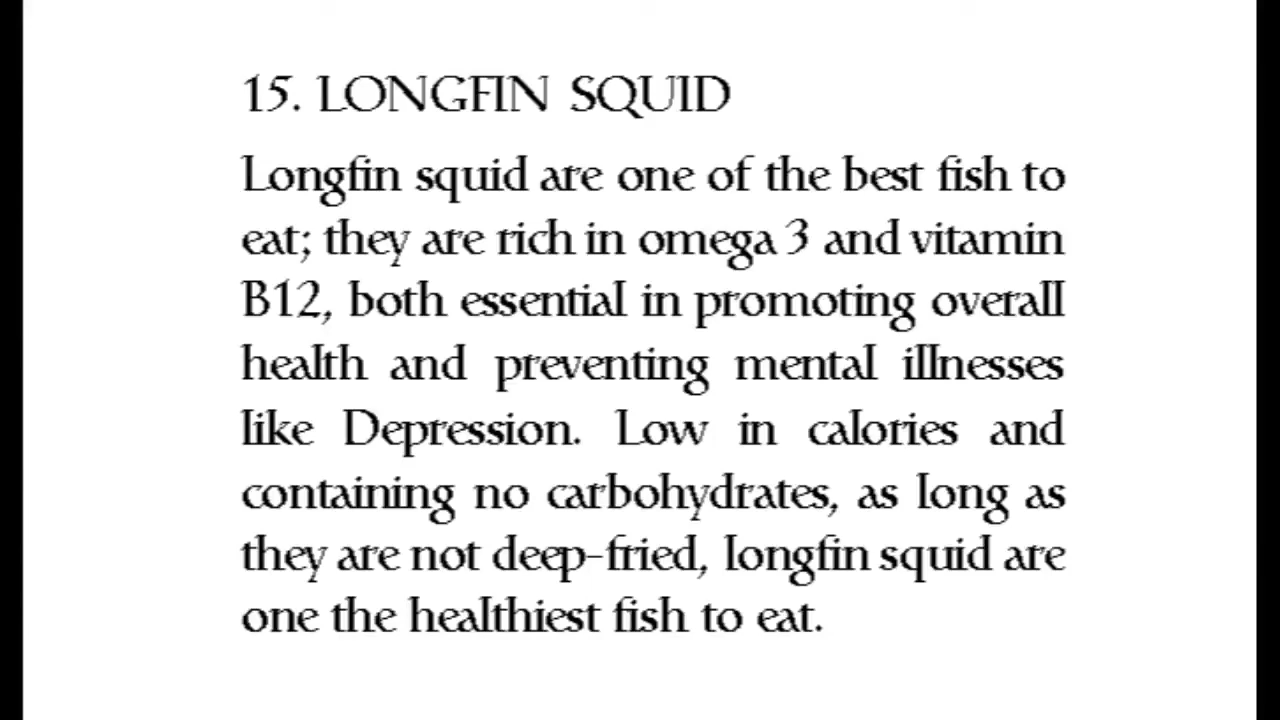 15. LONGFIN SQUID
Longfin squid are one of the best fish to
eat; they are rich in omega 3 and vitamin
B12, both essential in promoting overall
health and preventing mental illnesses
like Depression. Low in calories and
containing no carbohydrates, as long as
they are not deep-fried, longfin squid are
one the healthiest fish to eat.